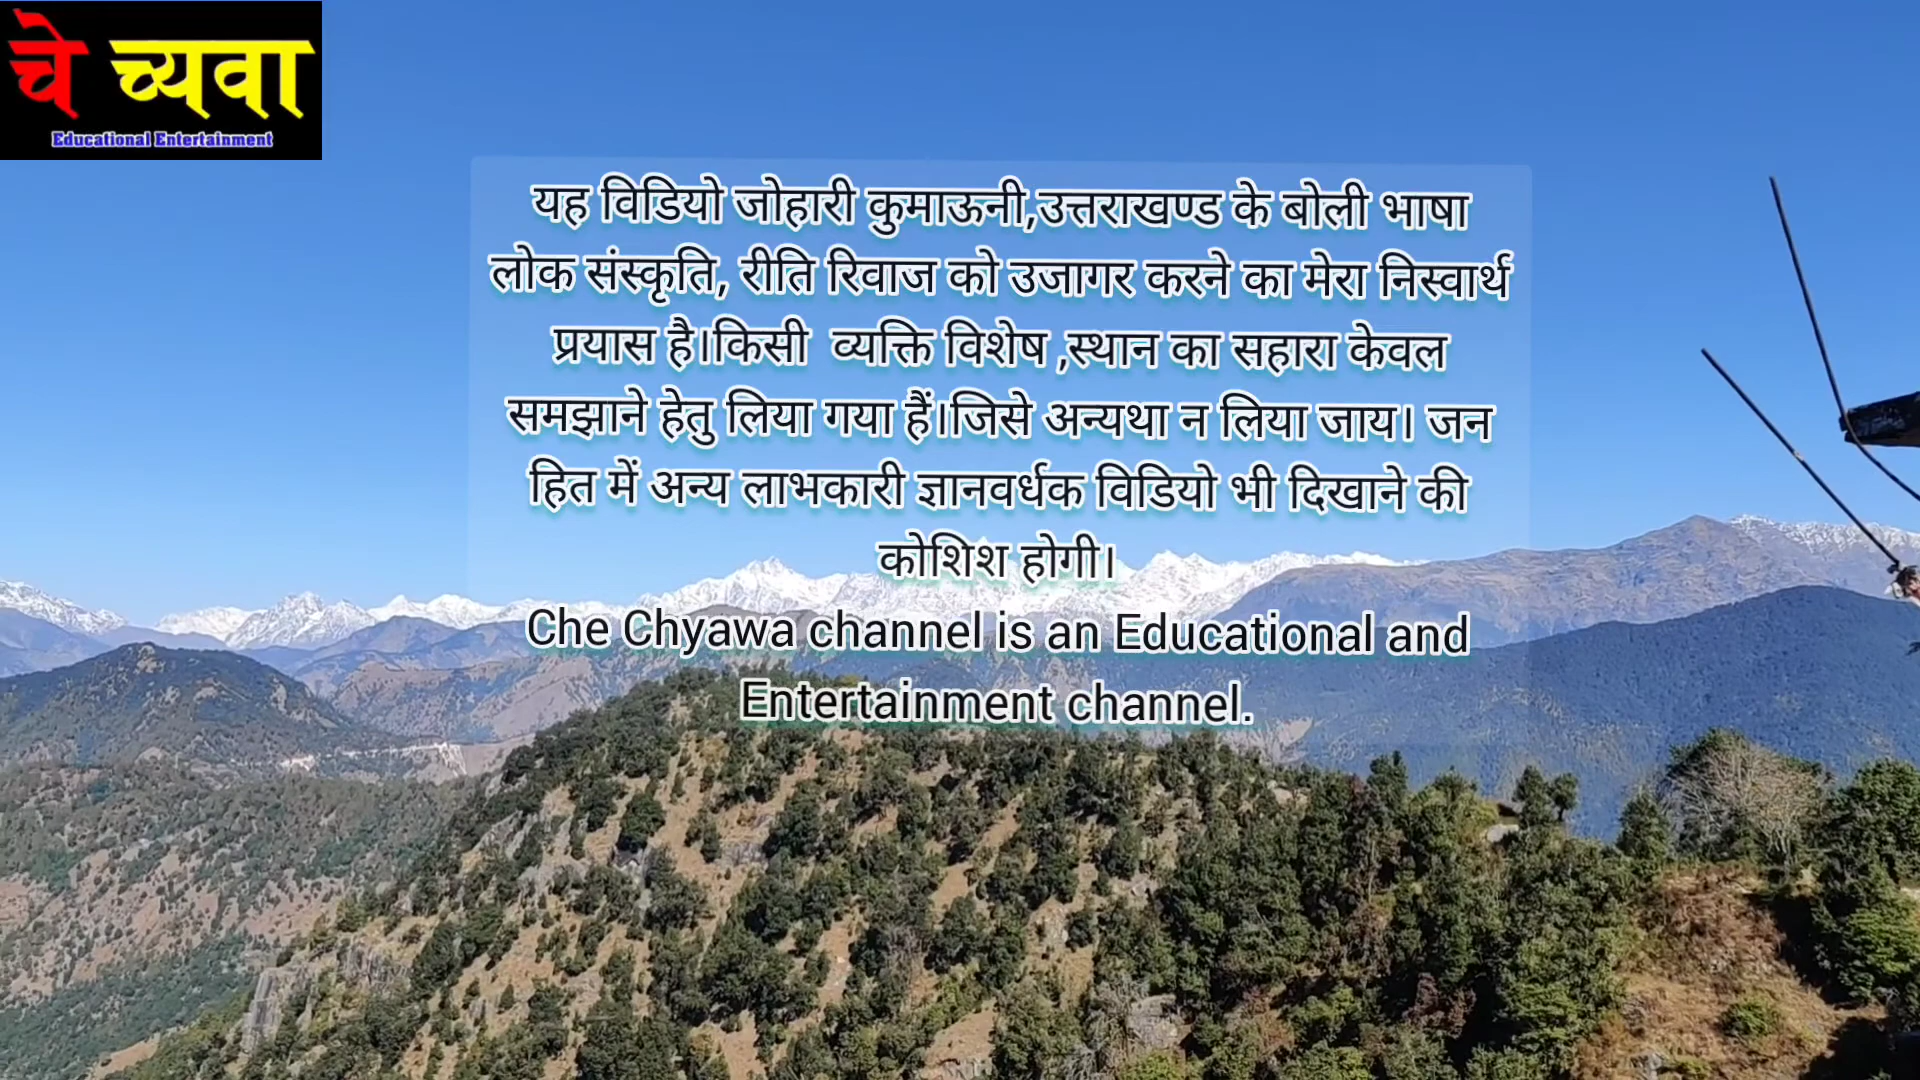 चे च्यवा
Educational Entertainment
यह विडियो जोहारी कुमाऊनी,उत्तराखण्ड के बोली भाषा
लोक संस्कृति, रीति रिवाज को उजागर करने का मेरा निस्वार्थ
प्रयास है।किसी व्यक्ति विशेष ,स्थान का सहारा केवल
समझाने हेतु लिया गया हैं।जिसे अन्यथा न लिया जाय। जन
हित में अन्य लाभकारी ज्ञानवर्धक विडियो भी दिखाने की
कोशिश होगी।
Che Chyawa channel is an Educational and
Entertainment channel.